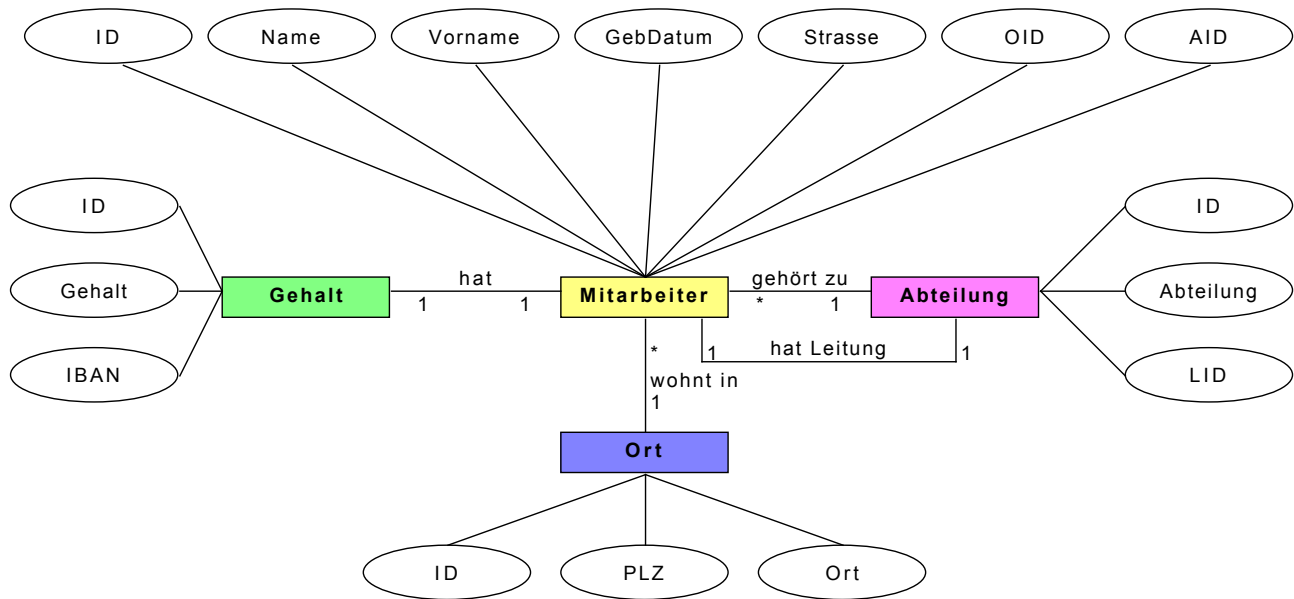 ID Name Vorname GebDatum Strasse OID AID
ID ID
hat gehört zu
Gehalt Gehalt Mitarbeiter Abteilung Abteilung
1 1 * 1
* 1 hat Leitung 1
IBAN wohnt in LID
1
Ort
ID PLZ Ort